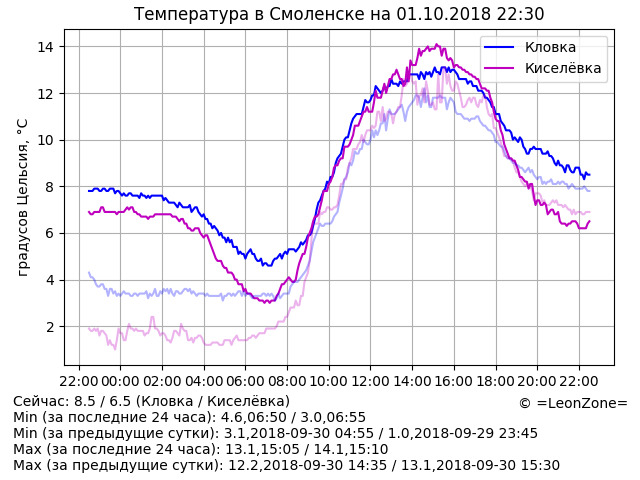 Температура в Смоленске на 01.10.2018 22:30
градусов Цельсия, °C
14
12
10
8
6
4
2
Кловка
Киселёвка
22:00 00:00 02:00 04:00 06:00 08:00 10:00 12:00 14:00 16:00 18:00 20:00 22:00
Сейчас: 8.5 / 6.5 (Кловка / Киселёвка)
© =LeonZone=
Min (за последние 24 часа): 4.6,06:50 / 3.0,06:55
Min (за предыдущие сутки): 3.1,2018-09-30 04:55 / 1.0,2018-09-29 23:45
Max (за последние 24 часа): 13.1,15:05 / 14.1,15:10
Max (за предыдущие сутки): 12.2,2018-09-30 14:35 / 13.1,2018-09-30 15:30